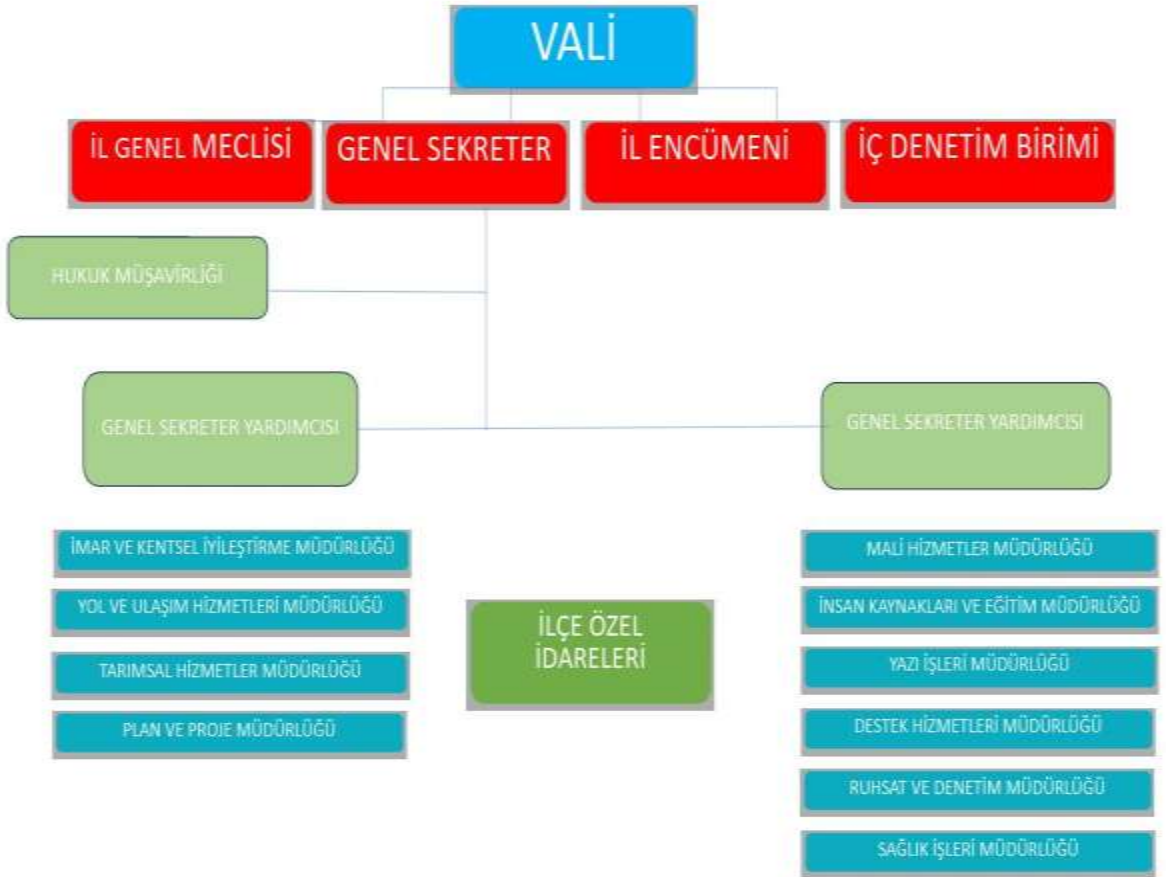 VALİ
İL GENEL MECLİSİ
GENEL SEKRETER
İL ENCÜMENİ
İÇ DENETİM BİRİMİ
HUKUK MÜŞAVİRLİĞİ
GENEL SEKRETER YARDIMCISI
GENEL SEKRETER YARDIMCISI
İMAR VE KENTSEL İYİLEŞTİRME MÜDÜRLÜĞÜ
YOL VE ULAŞIM HİZMETLERİ MÜDÜRLÜĞÜ
TARIMSAL HİZMETLER MÜDÜRLÜĞÜ
PLAN VE PROJE MÜDÜRLÜĞÜ
İLÇE ÖZEL
İDARELERİ
MALİ HİZMETLER MÜDÜRLÜĞÜ
İNSAN KAYNAKLARI VE EĞİTİM MÜDÜRLÜĞÜ
YAZI İŞLERİ MÜDÜRLÜĞÜ
DESTEK HİZMETLERİ MÜDÜRLÜĞÜ
RUHSAT VE DENETİM MÜDÜRLÜĞÜ
SAĞLIK İŞLERİ MÜDÜRLÜĞÜ